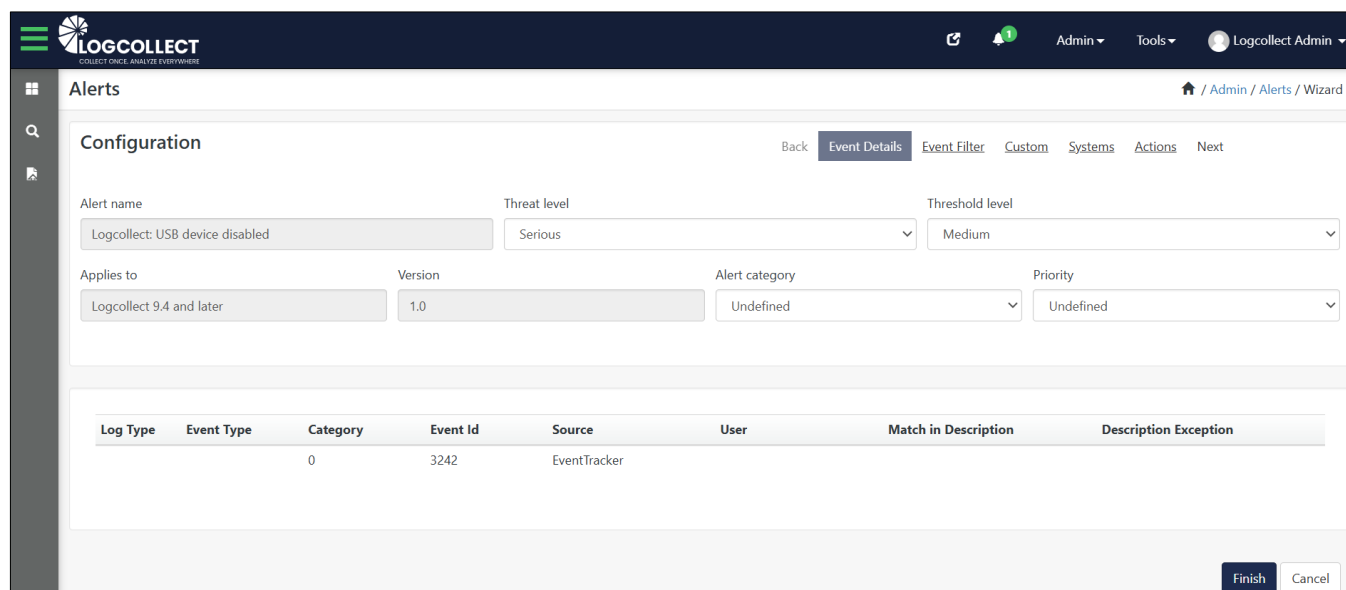 LOGCOLLECT
COLLECT ONCE. ANALYZE EVERYWHERE
1
Admin
Tools
Logcollect Admin
Alerts
/ Admin / Alerts / Wizard
Configuration
Back Event Details Event Filter Custom Systems Actions Next
Alert name Threat level Threshold level
Logcollect: USB device disabled Serious Medium
Applies to Version Alert category Priority
Logcollect 9.4 and later 1.0 Undefined Undefined
Log Type Event Type Category Event Id Source User Match in Description Description Exception
0 3242 EventTracker
Finish Cancel